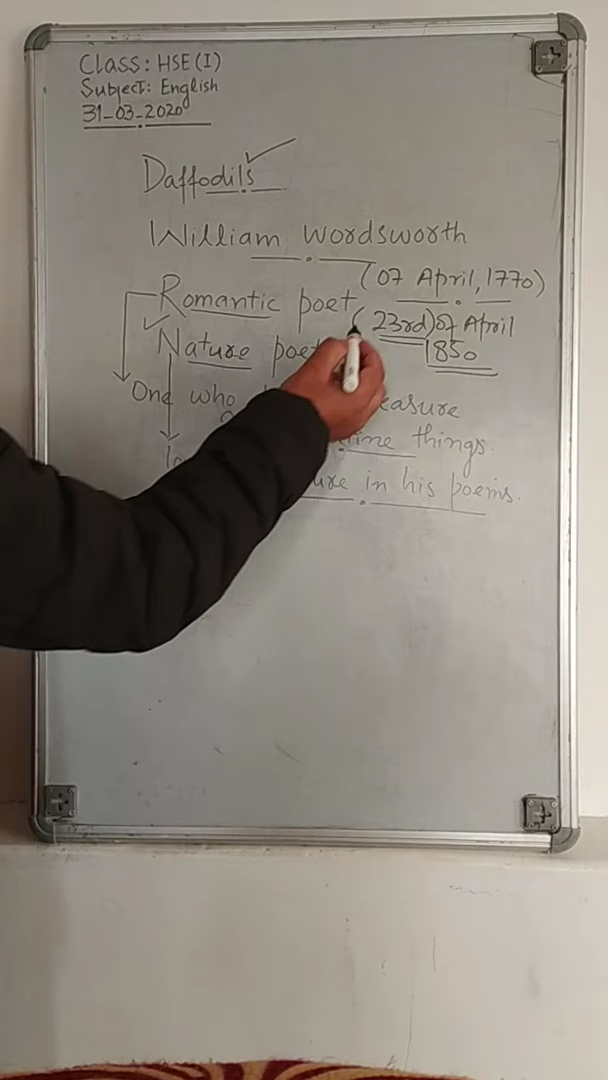 Class: HSE(I)
Subject: English
31-03-2020
Daffodils
William Wordsworth
(07 April, 1770)
Romantic poet
(23rd) of April
1850
Nature poet
One who
things.
in his poems.